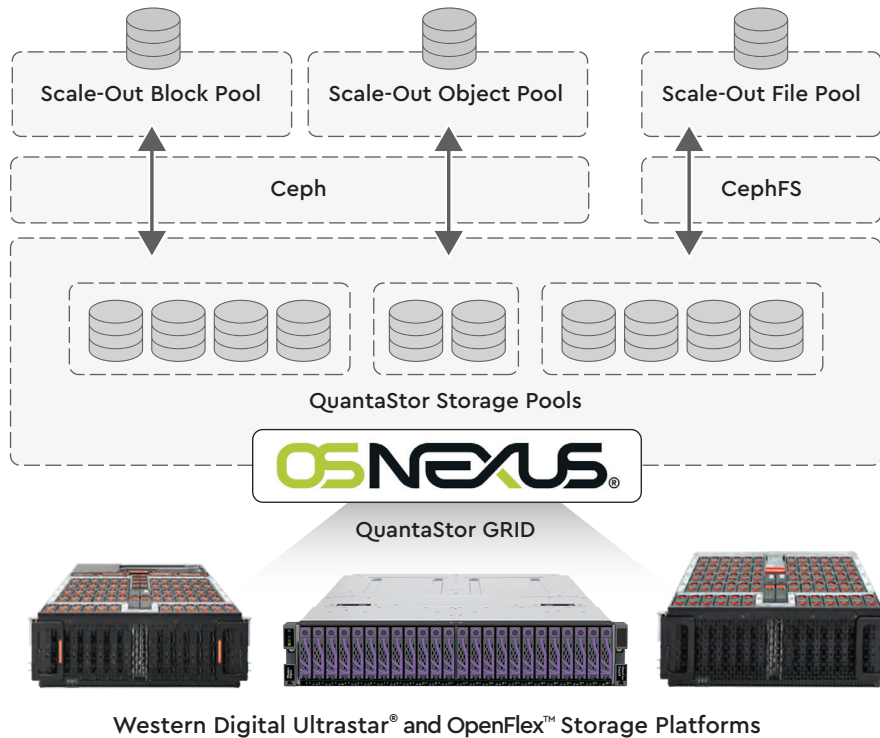 Scale-Out Block Pool
Scale-Out Object Pool
Scale-Out File Pool
Ceph
CephFS
QuantaStor Storage Pools
OSNEXUS®
QuantaStor GRID
Western Digital Ultrastar® and OpenFlex™ Storage Platforms